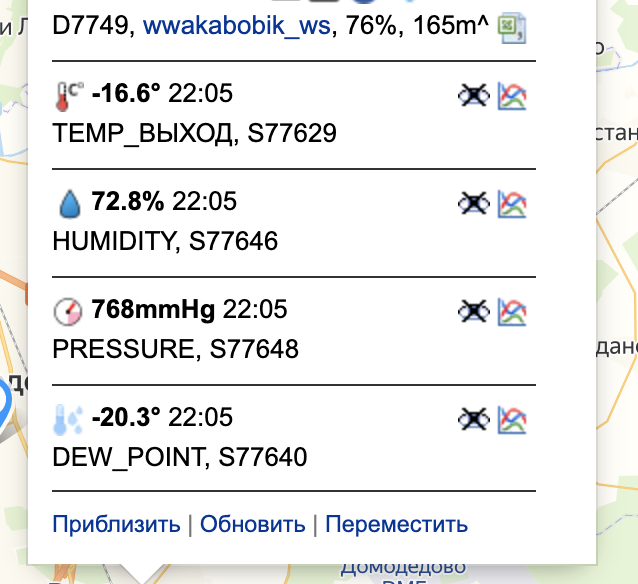 D7749, wwakabobik_ws, 76%, 165m^
-16.6° 22:05
TEMP_ВЫХОД, S77629
72.8% 22:05
HUMIDITY, S77646
768mmHg 22:05
PRESSURE, S77648
-20.3° 22:05
DEW_POINT, S77640
Приблизить | Обновить | Переместить
Домодедово